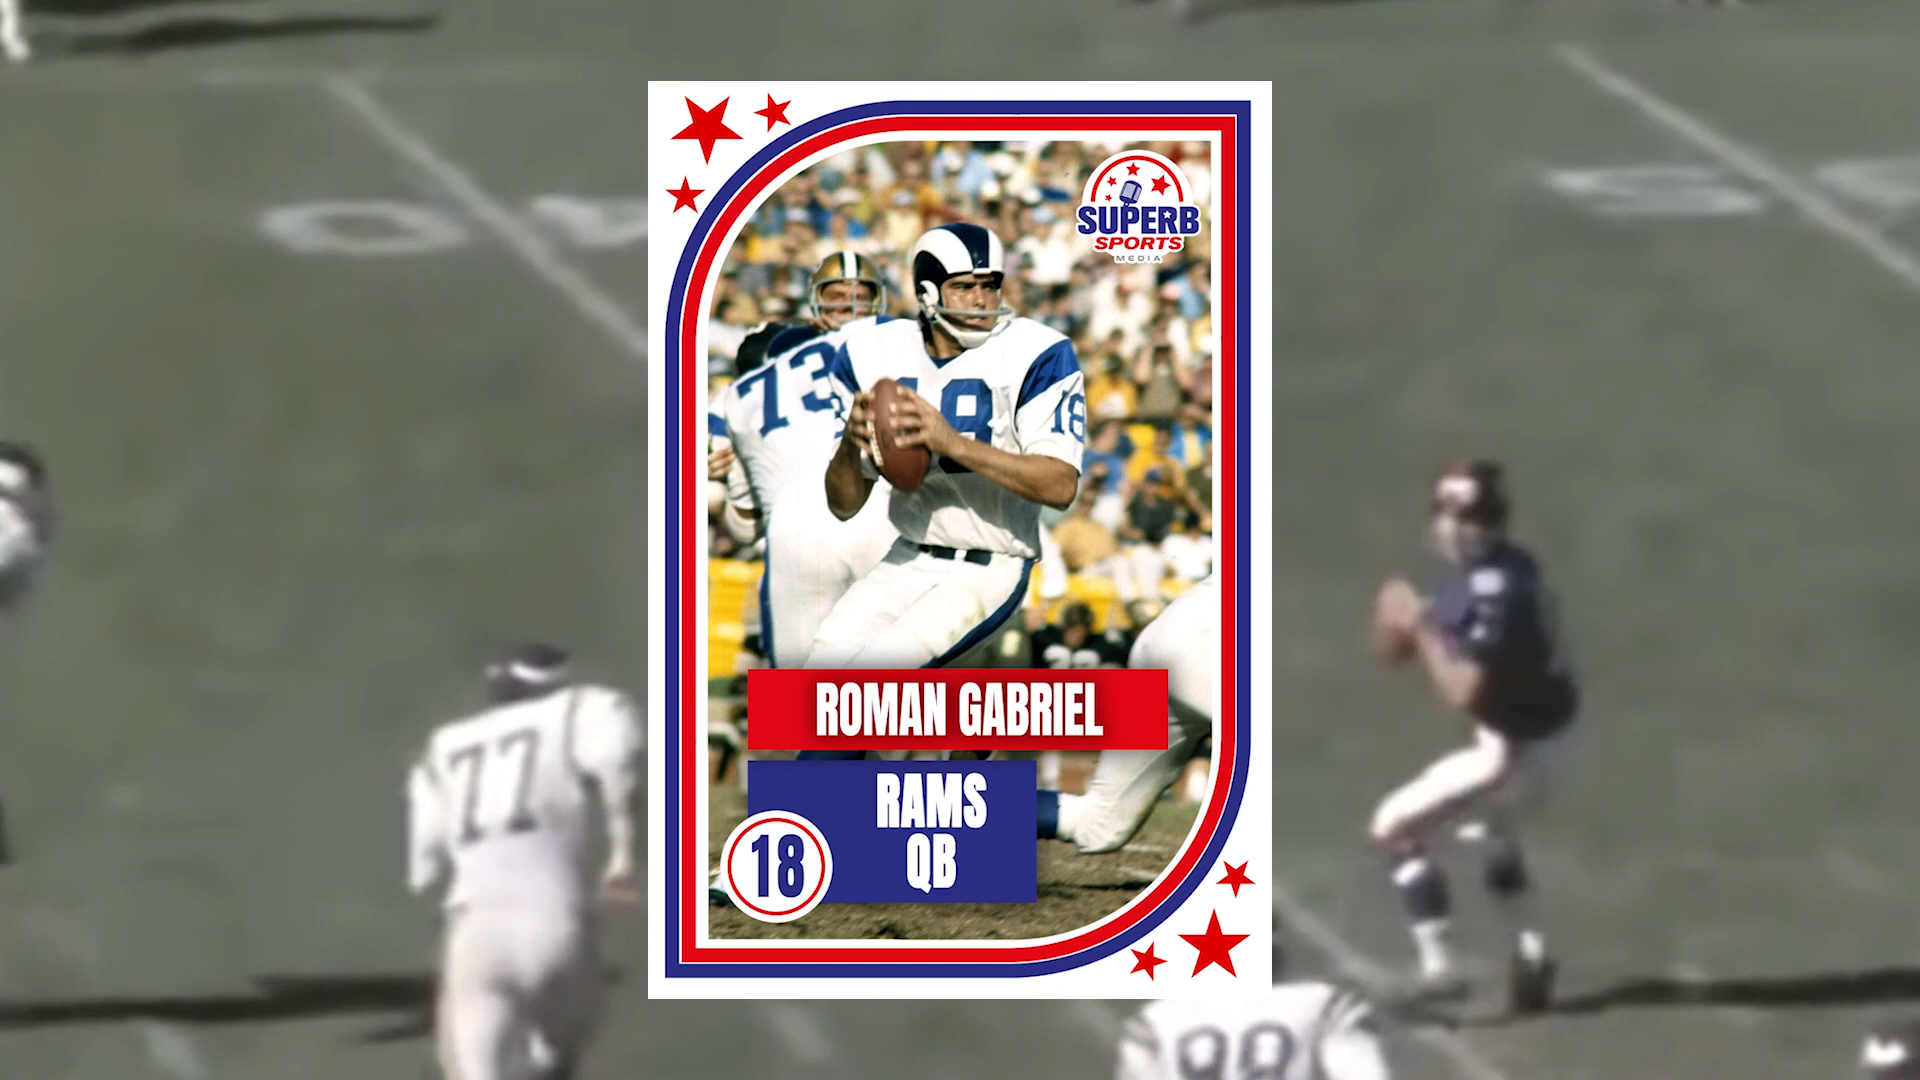 SUPERB
SPORTS
MEDIA
73
18
18
ROMAN GABRIEL
RAMS
QB
18
77